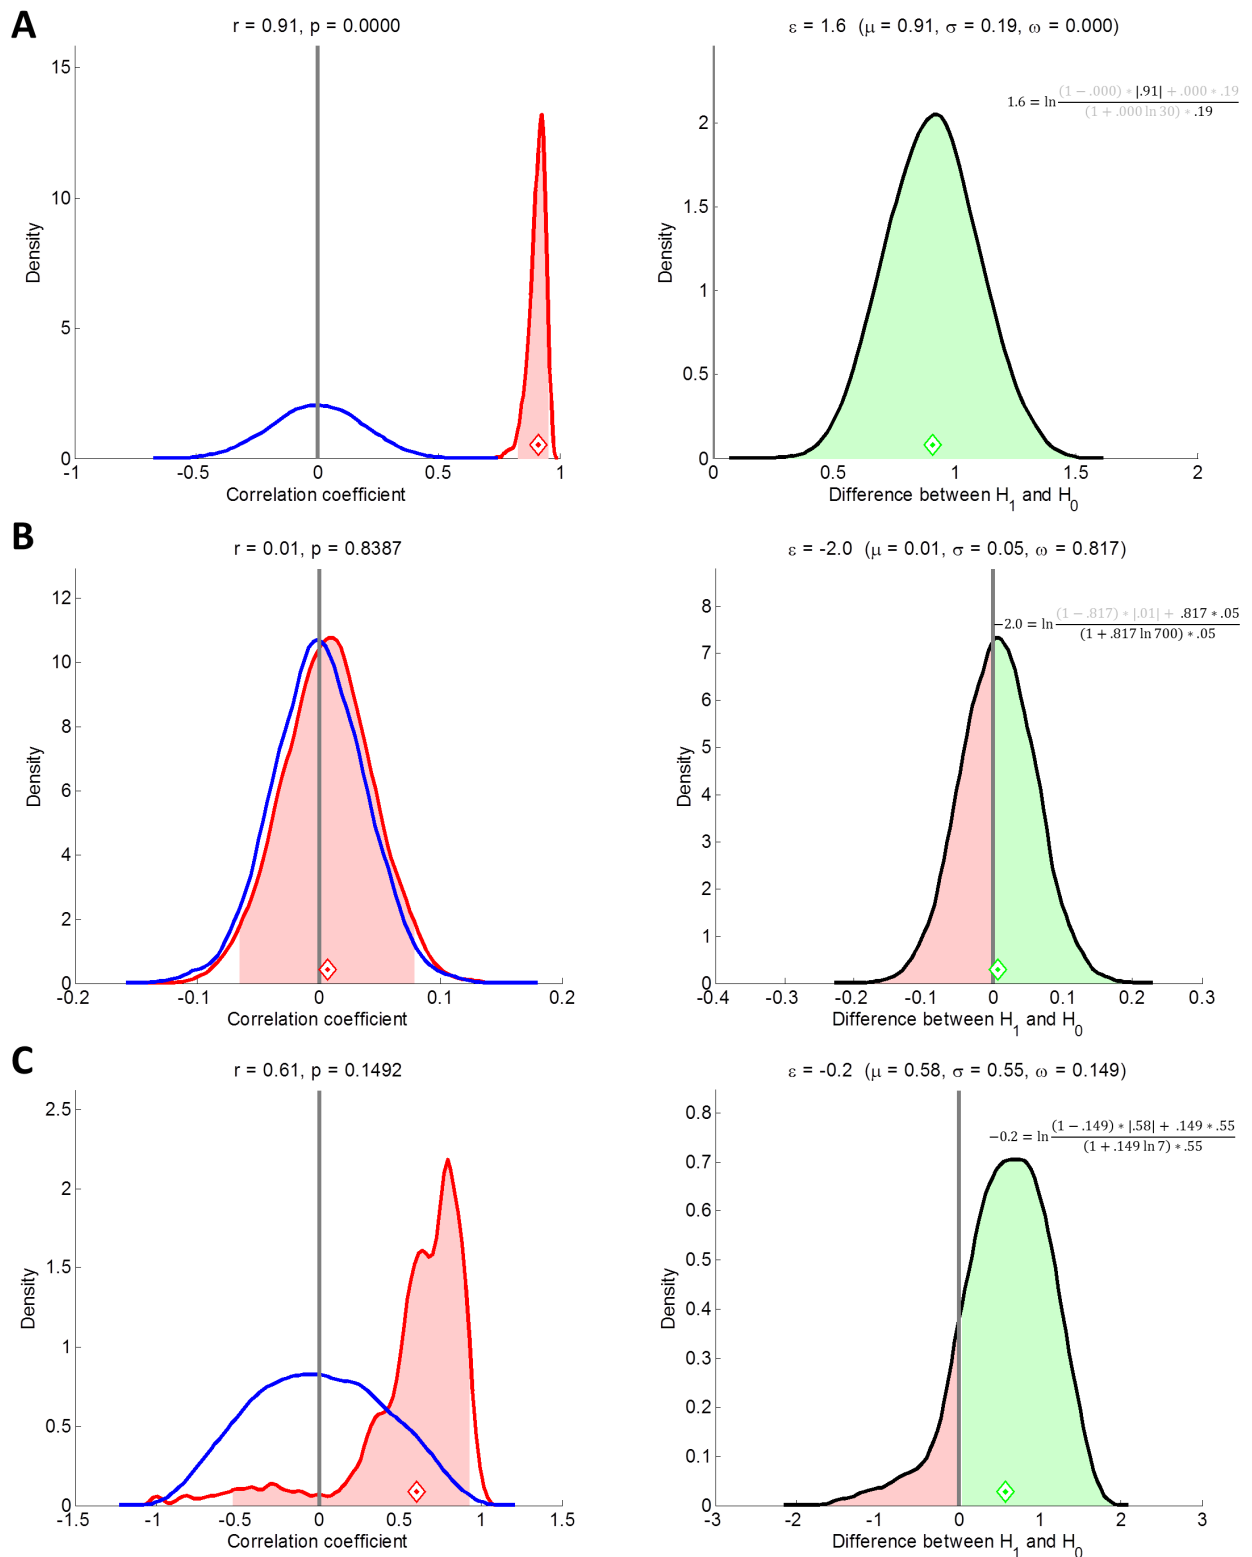 A
r = 0.91, p = 0.0000
15
10
5
0
-1
-0.5
0
0.5
1
Density
Correlation coefficient
ε = 1.6 (μ = 0.91, σ = 0.19, ω = 0.000)
1.6 = ln (1 − .000) ∗ |.91| + .000 ∗ .19
(1 + .000 ln 30) ∗ .19
2
1.5
1
0.5
0
0
0.5
1
1.5
2
Density
Difference between H1 and H0
B
r = 0.01, p = 0.8387
12
10
8
6
4
2
0
-0.2
-0.1
0
0.1
0.2
Density
Correlation coefficient
ε = -2.0 (μ = 0.01, σ = 0.05, ω = 0.817)
−2.0 = ln (1 − .817) ∗ |.01| + .817 ∗ .05
(1 + .817 ln 700) ∗ .05
8
7
6
5
4
3
2
1
0
-0.4
-0.3
-0.2
-0.1
0
0.1
0.2
0.3
Density
Difference between H1 and H0
C
r = 0.61, p = 0.1492
2.5
2
1.5
1
0.5
0
-1.5
-1
-0.5
0
0.5
1
1.5
Density
Correlation coefficient
ε = -0.2 (μ = 0.58, σ = 0.55, ω = 0.149)
−0.2 = ln (1 − .149) ∗ |.58| + .149 ∗ .55
(1 + .149 ln 7) ∗ .55
0.8
0.7
0.6
0.5
0.4
0.3
0.2
0.1
0
-3
-2
-1
0
1
2
3
Density
Difference between H1 and H0